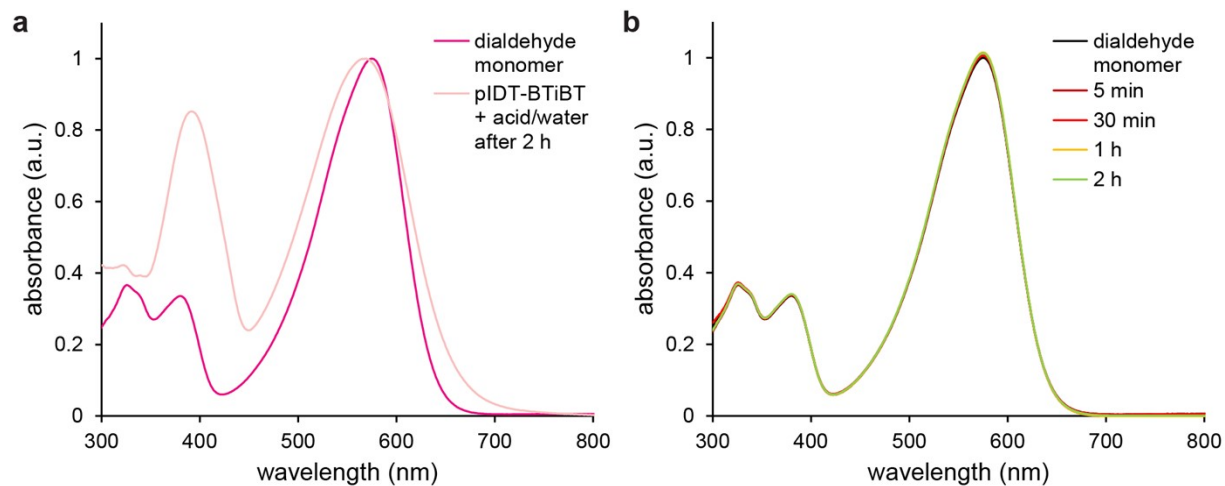 a
dialdehyde
monomer
pIDT-BTiBT
+ acid/water
after 2 h
absorbance (a.u.)
1
0.8
0.6
0.4
0.2
0
300
400
500
600
700
800
wavelength (nm)
b
dialdehyde
monomer
5 min
30 min
1 h
2 h
absorbance (a.u.)
1
0.8
0.6
0.4
0.2
0
300
400
500
600
700
800
wavelength (nm)